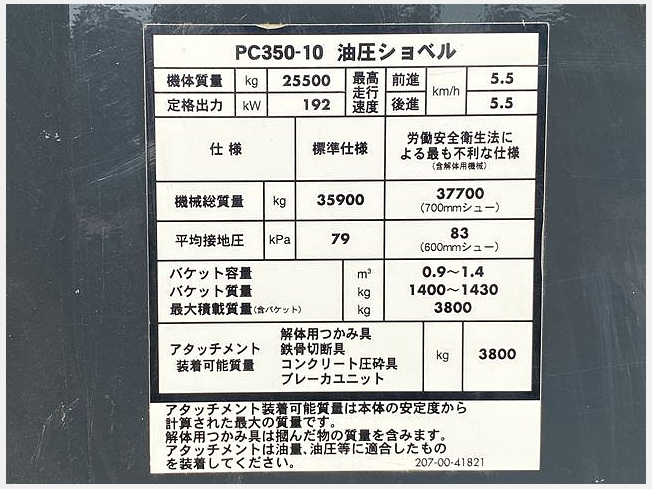 PC350-10 油圧ショベル
機体質量 kg 25500 最高走行速度 前進 km/h 5.5
定格出力 kW 192 後進 5.5
仕様 標準仕様 労働安全衛生法に
よる最も不利な仕様
(含解体用機械)
機械総質量 kg 35900 37700
(700mmシュー)
平均接地圧 kPa 79 83
(600mmシュー)
バケット容量 m³ 0.9〜1.4
バケット質量 kg 1400〜1430
最大積載質量(含バケット) kg 3800
アタッチメント
装着可能質量
解体用つかみ具
鉄骨切断具
コンクリート圧砕具
ブレーカユニット
kg 3800
アタッチメント装着可能質量は本体の安定度から
計算された最大の質量です。
解体用つかみ具は掴んだ物の質量を含みます。
アタッチメントは油量、油圧等に適合したもの
を装着してください。 207-00-41821